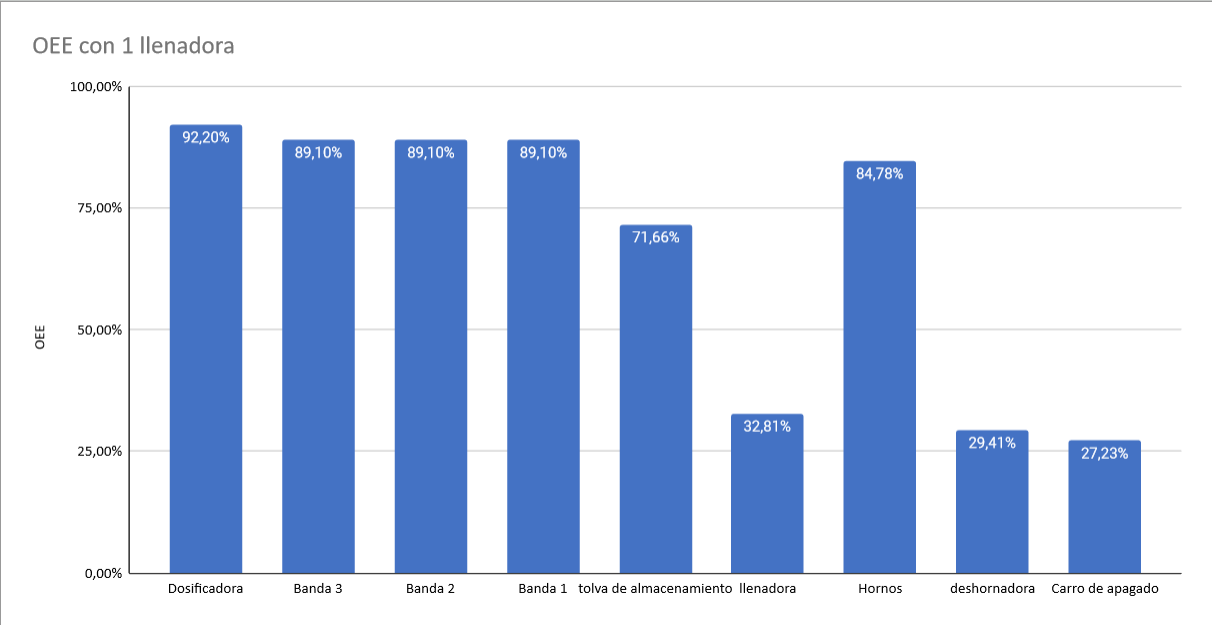 OEE con 1 llenadora
100,00%
75,00%
50,00%
25,00%
0,00%
OEE
92,20%
89,10%
89,10%
89,10%
71,66%
32,81%
84,78%
29,41%
27,23%
Dosificadora
Banda 3
Banda 2
Banda 1
tolva de almacenamiento
llenadora
Hornos
deshornadora
Carro de apagado